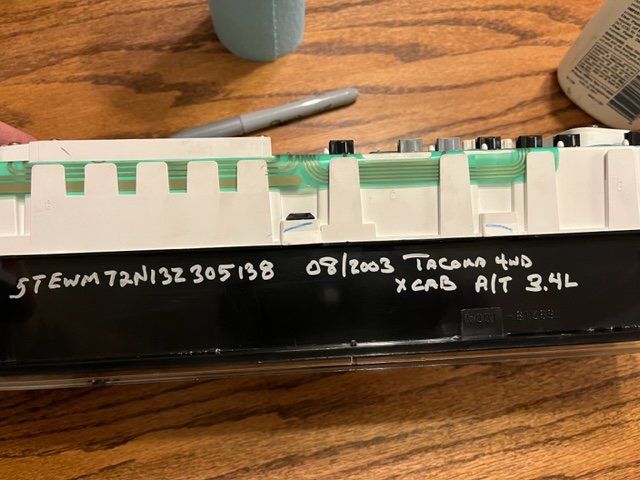 5TEWM72N13Z305138 08/2003 TACOMA 4WD
XCAB A/T 3.4L